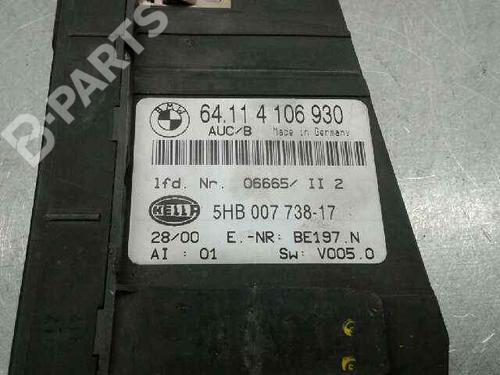 B-PARTS
BMW
64.11 4 106 930
AUC/B Made in Germany
lfd. Nr. 06665/ II 2
HELLA 5HB 007 738-17
28/00 E.-NR: BE197.N
AI : 01 SW: V005.0